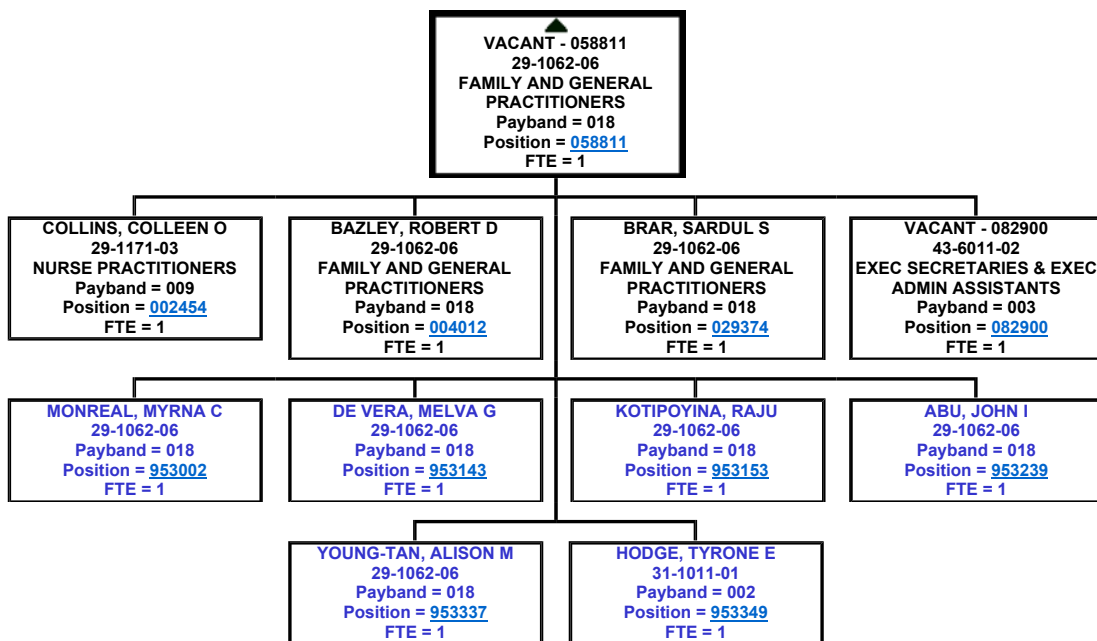 VACANT - 058811
29-1062-06
FAMILY AND GENERAL
PRACTITIONERS
Payband = 018
Position = 058811
FTE = 1
COLLINS, COLLEEN O
29-1171-03
NURSE PRACTITIONERS
Payband = 009
Position = 002454
FTE = 1
BAZLEY, ROBERT D
29-1062-06
FAMILY AND GENERAL
PRACTITIONERS
Payband = 018
Position = 004012
FTE = 1
BRAR, SARDUL S
29-1062-06
FAMILY AND GENERAL
PRACTITIONERS
Payband = 018
Position = 029374
FTE = 1
VACANT - 082900
43-6011-02
EXEC SECRETARIES & EXEC
ADMIN ASSISTANTS
Payband = 003
Position = 082900
FTE = 1
MONREAL, MYRNA C
29-1062-06
Payband = 018
Position = 953002
FTE = 1
DE VERA, MELVA G
29-1062-06
Payband = 018
Position = 953143
FTE = 1
KOTIPOYINA, RAJU
29-1062-06
Payband = 018
Position = 953153
FTE = 1
ABU, JOHN I
29-1062-06
Payband = 018
Position = 953239
FTE = 1
YOUNG-TAN, ALISON M
29-1062-06
Payband = 018
Position = 953337
FTE = 1
HODGE, TYRONE E
31-1011-01
Payband = 002
Position = 953349
FTE = 1